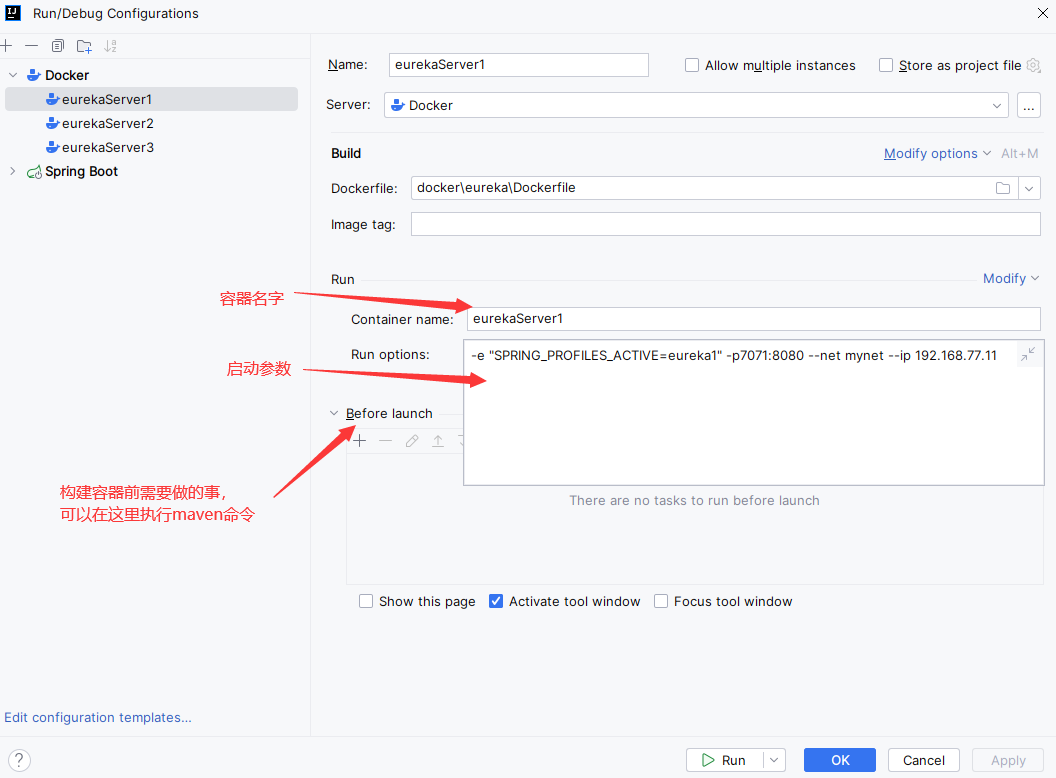 Run/Debug Configurations
Docker
eurekaServer1
eurekaServer2
eurekaServer3
Spring Boot
Name: eurekaServer1 Allow multiple instances Store as project file
Server: Docker ...
Build Modify options Alt+M
Dockerfile: docker\eureka\Dockerfile
Image tag:
Run Modify
容器名字
Container name: eurekaServer1
Run options: -e "SPRING_PROFILES_ACTIVE=eureka1" -p7071:8080 --net mynet --ip 192.168.77.11
启动参数
Before launch
构建容器前需要做的事，
可以在这里执行maven命令
There are no tasks to run before launch
Show this page Activate tool window Focus tool window
Edit configuration templates...
? Run OK Cancel Apply